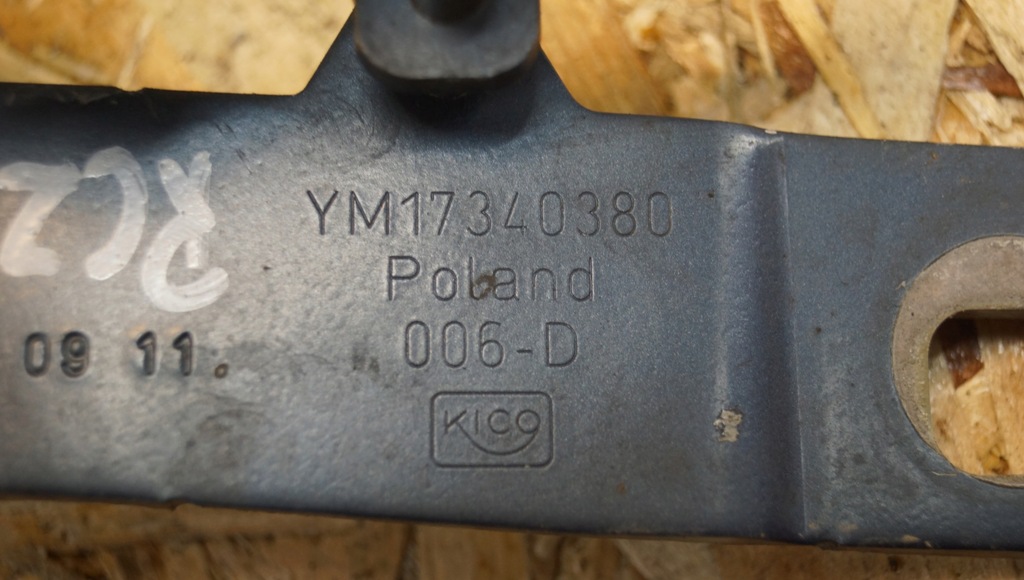 YM17340380
Poland
006-D
09 11.
KICO